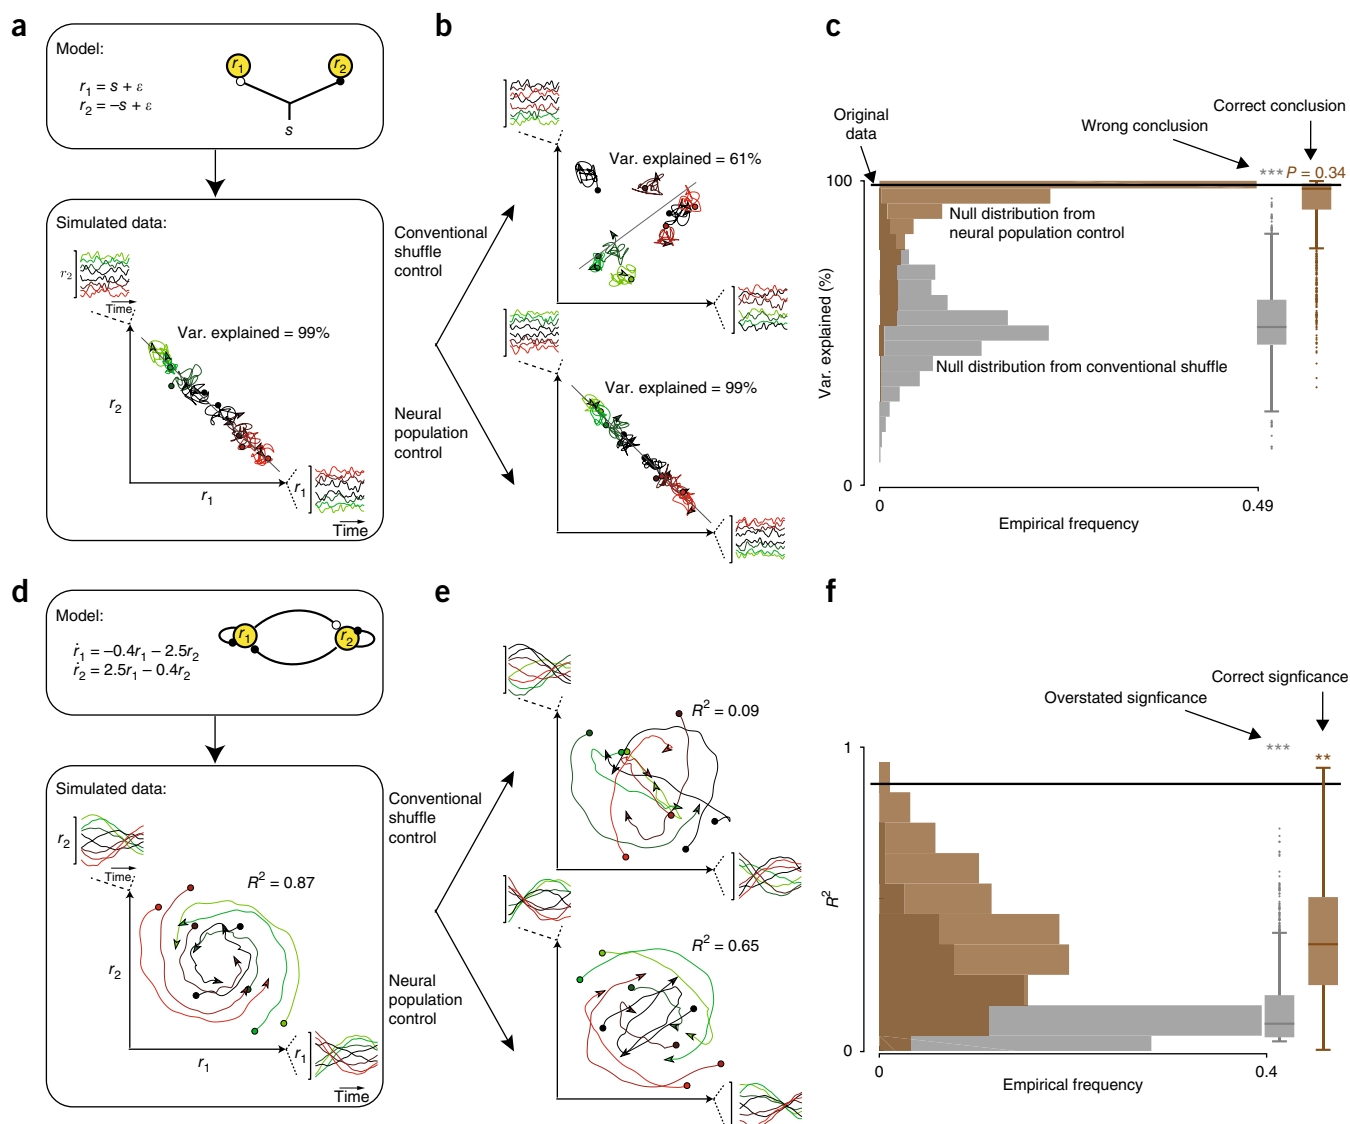 a
Model:
r1 = s + ε
r2 = −s + ε
r1
r2
s
Simulated data:
r2
Time
Var. explained = 99%
r2
r1
r1
Time
b
Conventional
shuffle
control
Var. explained = 61%
Neural
population
control
Var. explained = 99%
c
Original
data
Wrong conclusion
Correct conclusion
***
P = 0.34
100
Null distribution from
neural population control
Var. explained (%)
Null distribution from conventional shuffle
0
0
0.49
Empirical frequency
d
Model:
ṙ1 = −0.4r1 − 2.5r2
ṙ2 = 2.5r1 − 0.4r2
r1
r2
Simulated data:
r2
Time
R² = 0.87
r2
r1
r1
Time
e
Conventional
shuffle
control
R² = 0.09
Neural
population
control
R² = 0.65
f
Overstated signficance
Correct signficance
***
**
1
R²
0
0
0.4
Empirical frequency